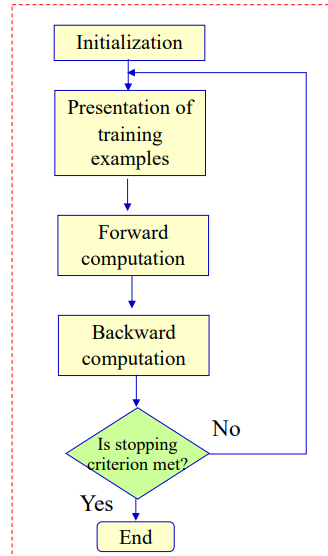 Initialization
Presentation of
training
examples
Forward
computation
Backward
computation
Is stopping
criterion met?
No
Yes
End